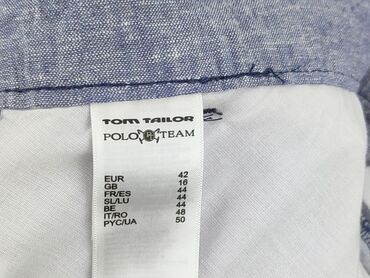 TOM TAILOR
POLO TEAM
EUR 42
GB 16
FR/ES 44
SL/LU 44
BE 44
IT/RO 48
PYC/UA 50